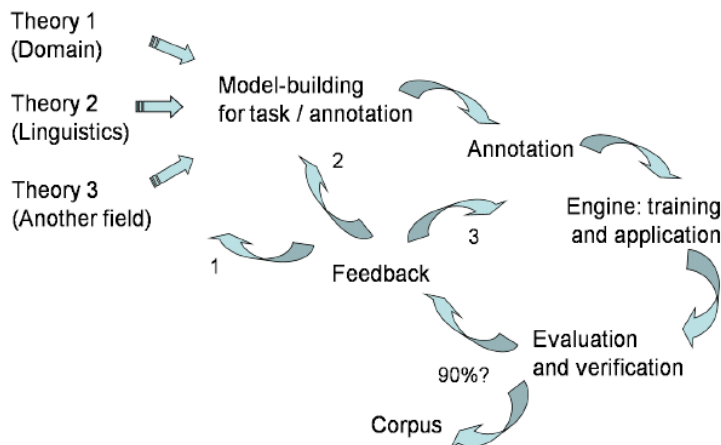 Theory 1
(Domain)
Theory 2
(Linguistics)
Theory 3
(Another field)
Model-building
for task / annotation
Annotation
Engine: training
and application
2
3
1
Feedback
Evaluation
and verification
90%?
Corpus